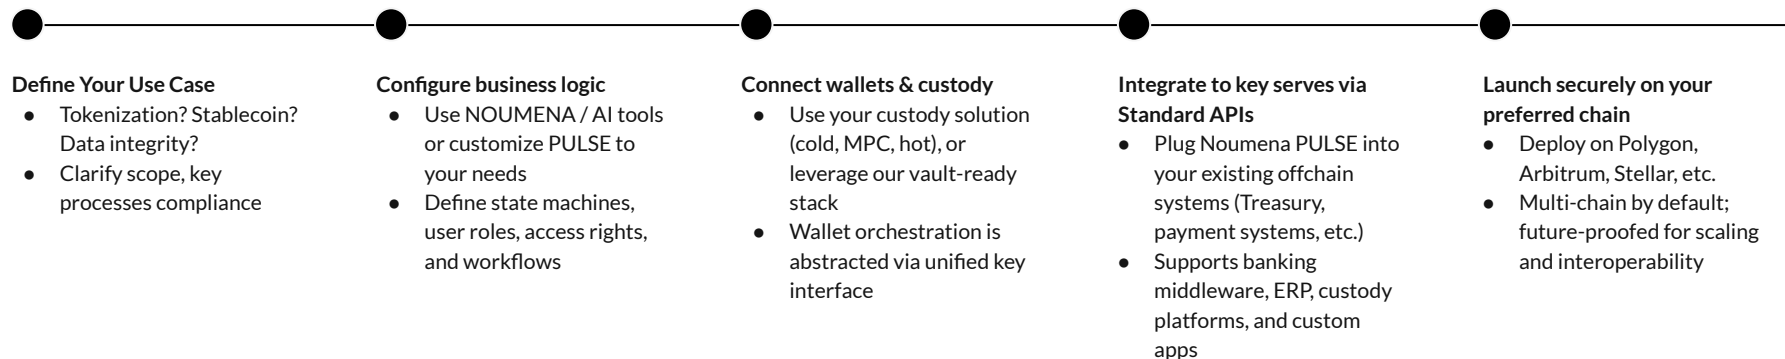 Define Your Use Case
● Tokenization? Stablecoin?
Data integrity?
● Clarify scope, key
processes compliance
Configure business logic
● Use NOUMENA / AI tools
or customize PULSE to
your needs
● Define state machines,
user roles, access rights,
and workflows
Connect wallets & custody
● Use your custody solution
(cold, MPC, hot), or
leverage our vault-ready
stack
● Wallet orchestration is
abstracted via unified key
interface
Integrate to key serves via
Standard APIs
● Plug Noumena PULSE into
your existing offchain
systems (Treasury,
payment systems, etc.)
● Supports banking
middleware, ERP, custody
platforms, and custom
apps
Launch securely on your
preferred chain
● Deploy on Polygon,
Arbitrum, Stellar, etc.
● Multi-chain by default;
future-proofed for scaling
and interoperability